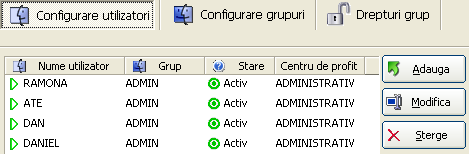 Configurare utilizatori Configurare grupuri Drepturi grup
Nume utilizator Grup Stare Centru de profit
RAMONA ADMIN Activ ADMINISTRATIV
ATE ADMIN Activ ADMINISTRATIV
DAN ADMIN Activ ADMINISTRATIV
DANIEL ADMIN Activ ADMINISTRATIV
Adauga
Modifica
Sterge